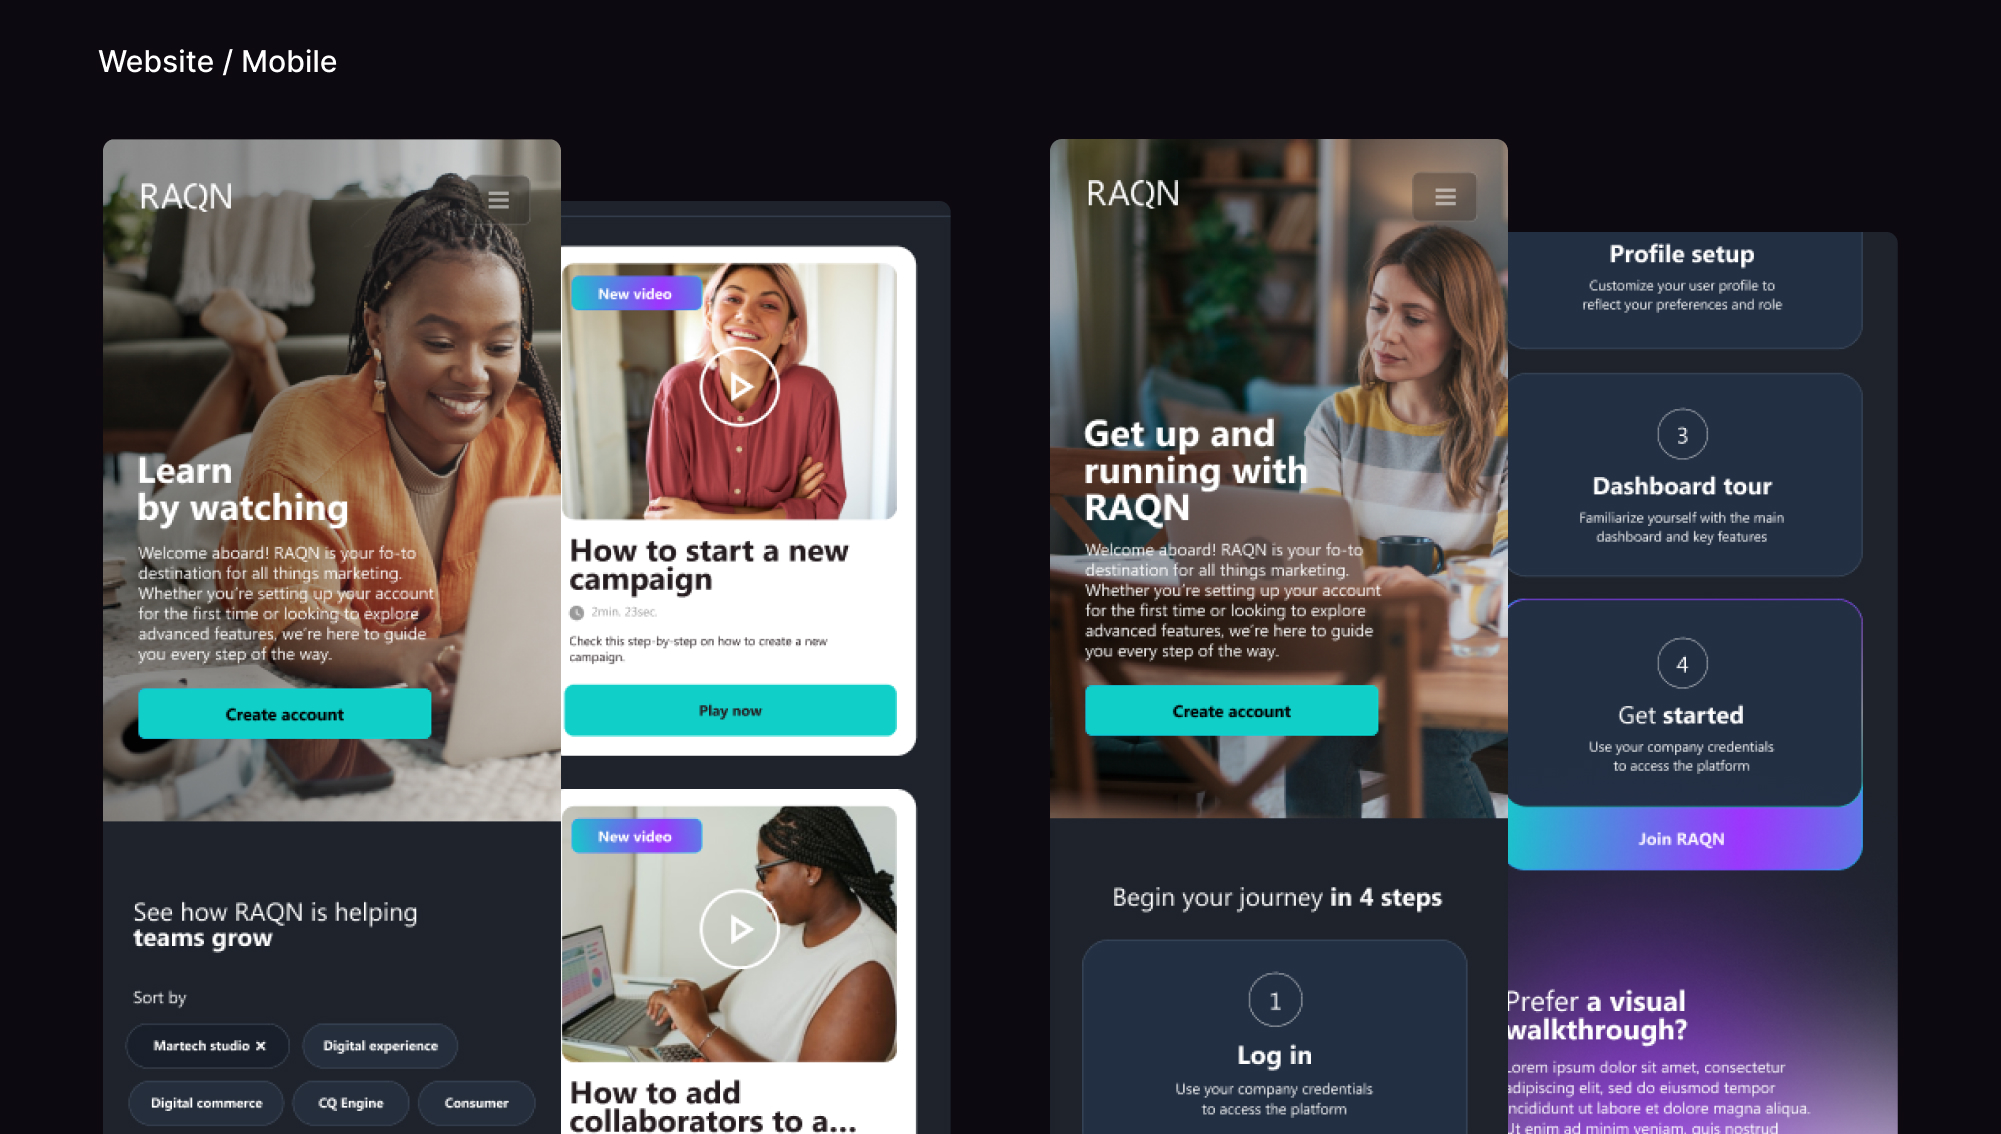 Website / Mobile
RAQN
Learn
by watching
Welcome aboard! RAQN is your fo-to
destination for all things marketing.
Whether you're setting up your account
for the first time or looking to explore
advanced features, we're here to guide
you every step of the way.
Create account
See how RAQN is helping
teams grow
Sort by
Martech studio ×
Digital experience
Digital commerce
CQ Engine
Consumer
New video
How to start a new
campaign
2min. 23sec.
Check this step-by-step on how to create a new
campaign.
Play now
New video
How to add
collaborators to a...
RAQN
Get up and
running with
RAQN
Welcome aboard! RAQN is your fo-to
destination for all things marketing.
Whether you're setting up your account
for the first time or looking to explore
advanced features, we're here to guide
you every step of the way.
Create account
Begin your journey in 4 steps
1
Log in
Use your company credentials
to access the platform
Profile setup
Customize your user profile to
reflect your preferences and role
3
Dashboard tour
Familiarize yourself with the main
dashboard and key features
4
Get started
Use your company credentials
to access the platform
Join RAQN
Prefer a visual
walkthrough?
Lorem ipsum dolor sit amet, consectetur
adipiscing elit, sed do eiusmod tempor
incididunt ut labore et dolore magna aliqua.
Ut enim ad minim veniam, quis nostrud